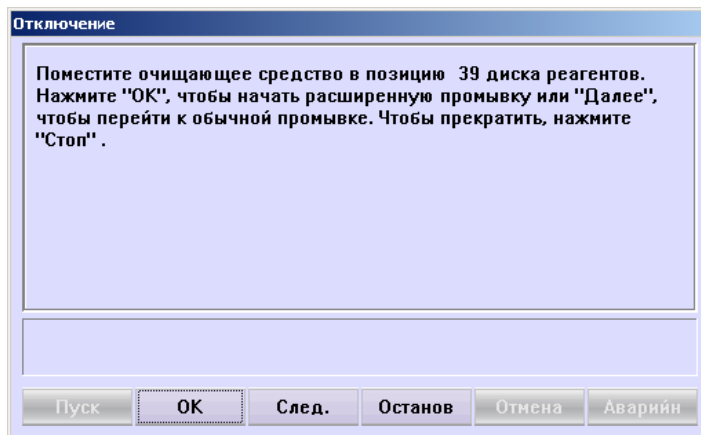 Отключение
Поместите очищающее средство в позицию 39 диска реагентов.
Нажмите "ОК", чтобы начать расширенную промывку или "Далее",
чтобы перейти к обычной промывке. Чтобы прекратить, нажмите
"Стоп" .
Пуск ОК След. Останов Отмена Аварийн